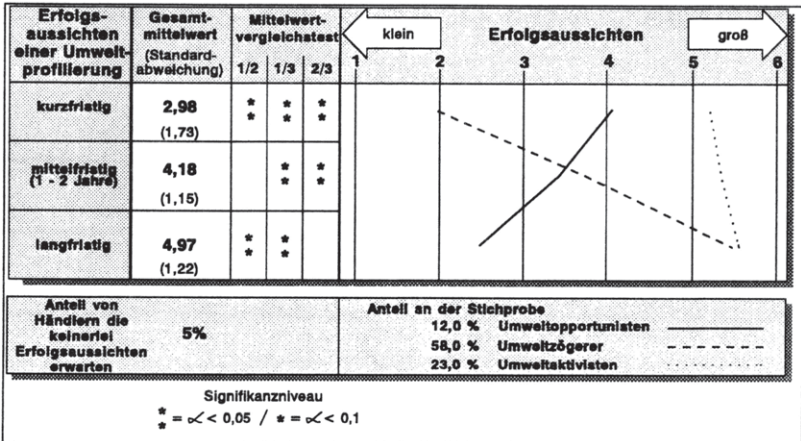 Erfolgs-
aussichten
einer Umwelt-
profilierung
Gesamt-
mittelwert
(Standard-
abweichung)
Mittelwert-
vergleichstest
1/2 1/3 2/3
klein Erfolgsaussichten groß
1 2 3 4 5 6
kurzfristig 2,98 * * * * * *
(1,73)
mittelfristig 4,18 * * * *
(1 - 2 Jahre)
(1,15)
langfristig 4,97 * * * *
(1,22)
Anteil von
Händlern die
keinerlei
Erfolgsaussichten
erwarten
5%
Anteil an der Stichprobe
12,0 % Umweltopportunisten
58,0 % Umweltzögerer
23,0 % Umweltaktivisten
Signifikanzniveau
* * = α < 0,05 / * = α < 0,1